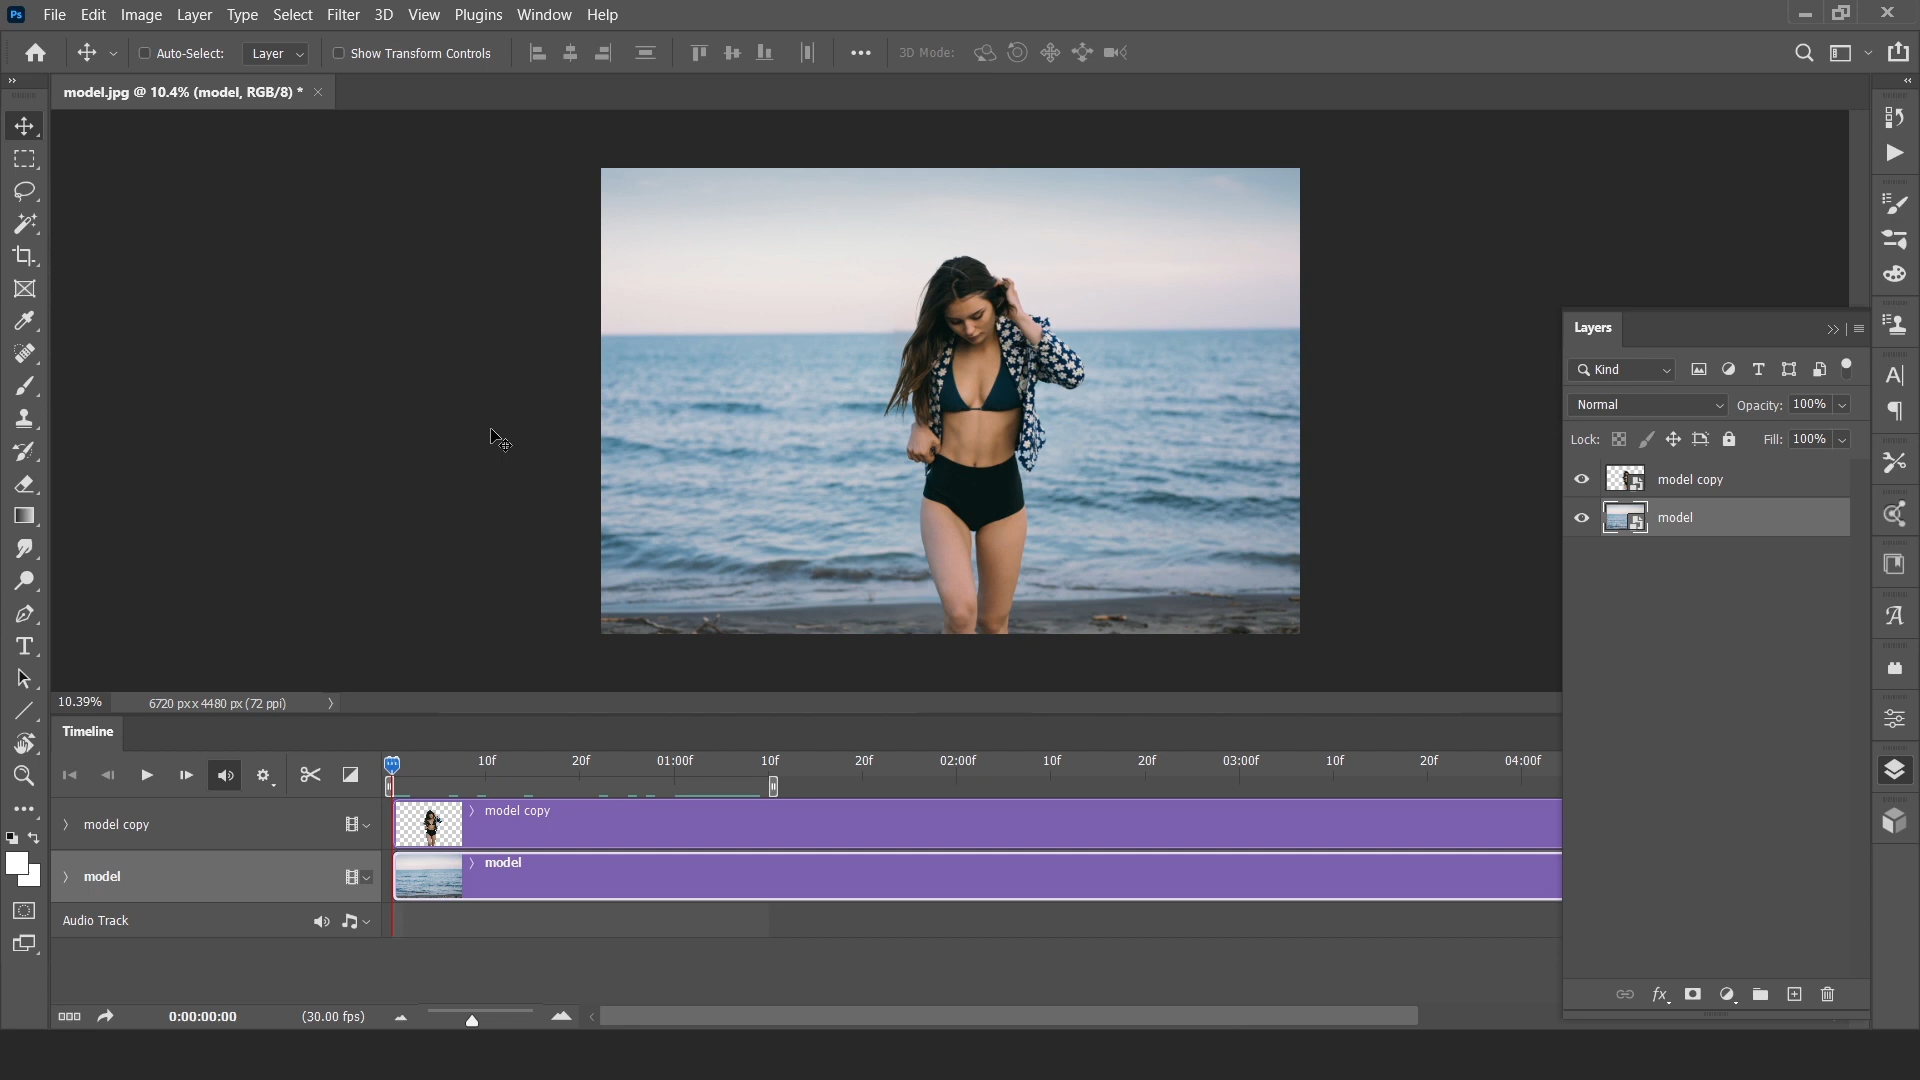 Ps File Edit Image Layer Type Select Filter 3D View Plugins Window Help
Auto-Select: Layer Show Transform Controls 3D Mode:
model.jpg @ 10.4% (model, RGB/8) *
Layers
Kind
Normal Opacity: 100%
Lock: Fill: 100%
model copy
model
10.39% 6720 px x 4480 px (72 ppi)
Timeline
10f 20f 01:00f 10f 20f 02:00f 10f 20f 03:00f 10f 20f 04:00f
model copy
model copy
model
model
Audio Track
0:00:00:00 (30.00 fps)